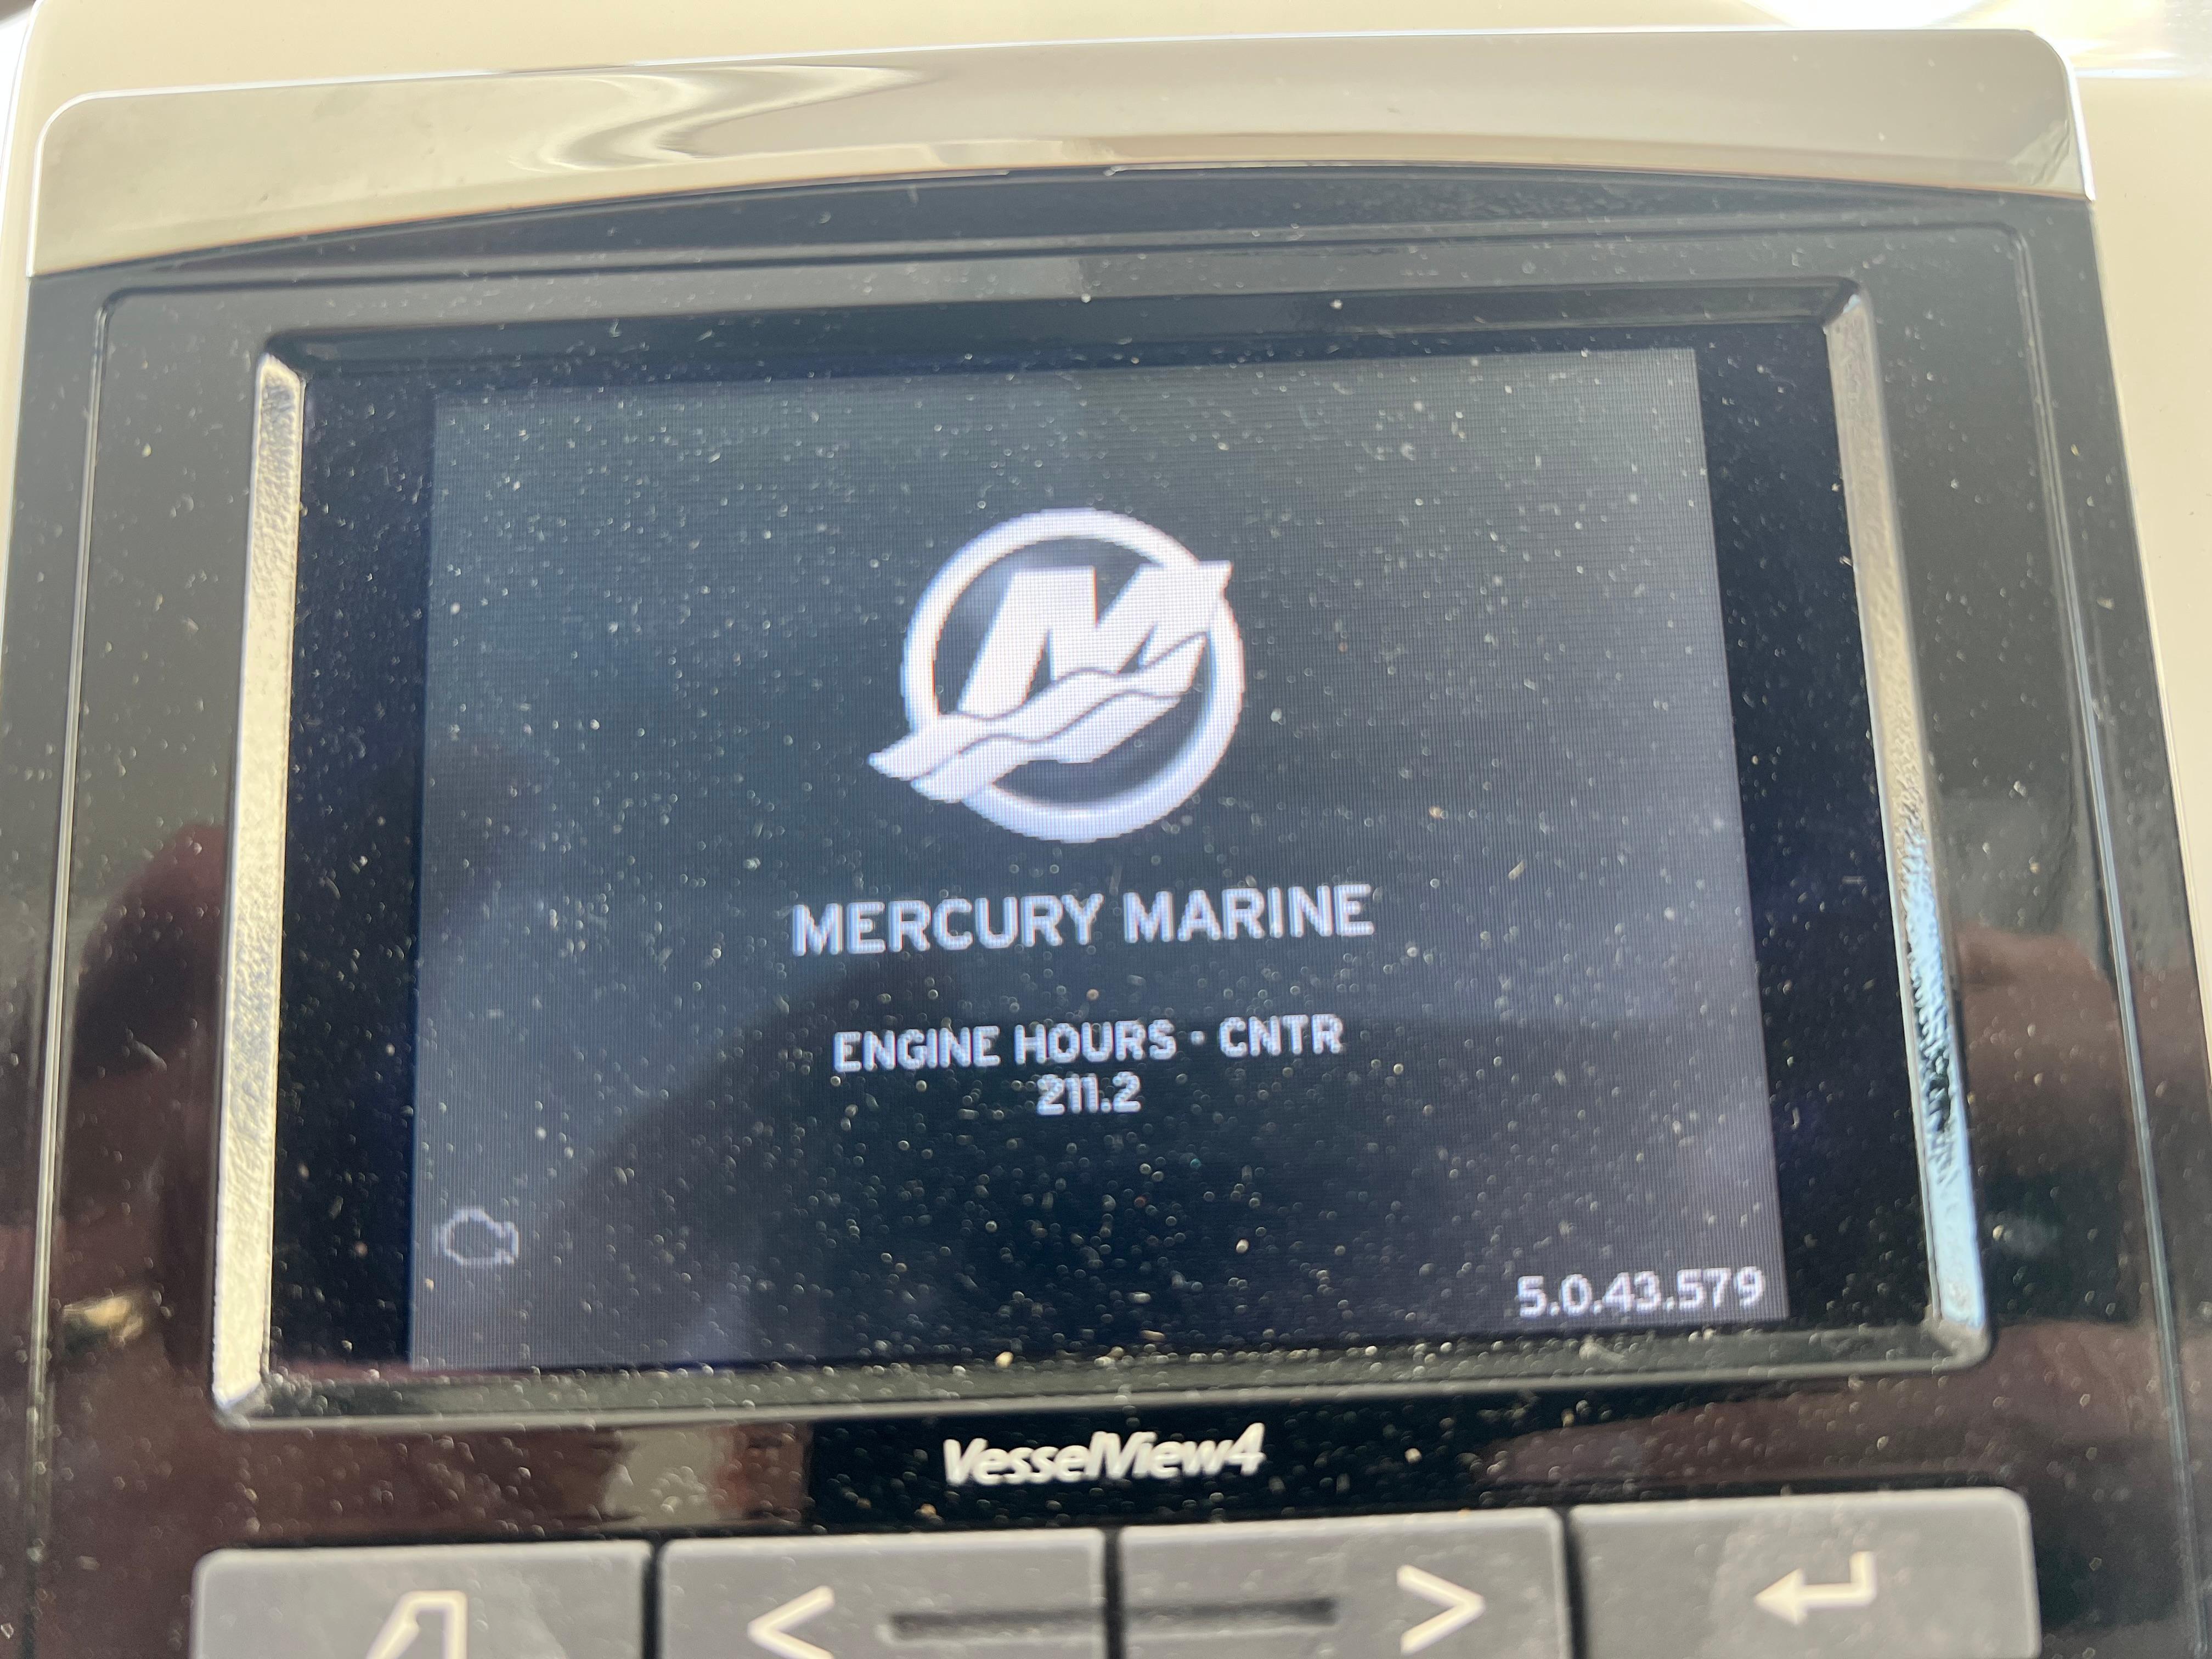 M
MERCURY MARINE
ENGINE HOURS · CNTR
211.2
5.0.43.579
VesselView4
< >